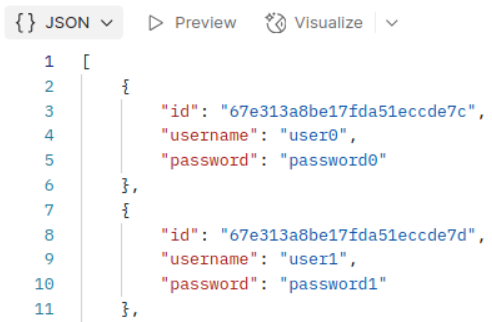 {} JSON Preview Visualize
1 [
2 {
3 "id": "67e313a8be17fda51eccde7c",
4 "username": "user0",
5 "password": "password0"
6 },
7 {
8 "id": "67e313a8be17fda51eccde7d",
9 "username": "user1",
10 "password": "password1"
11 },